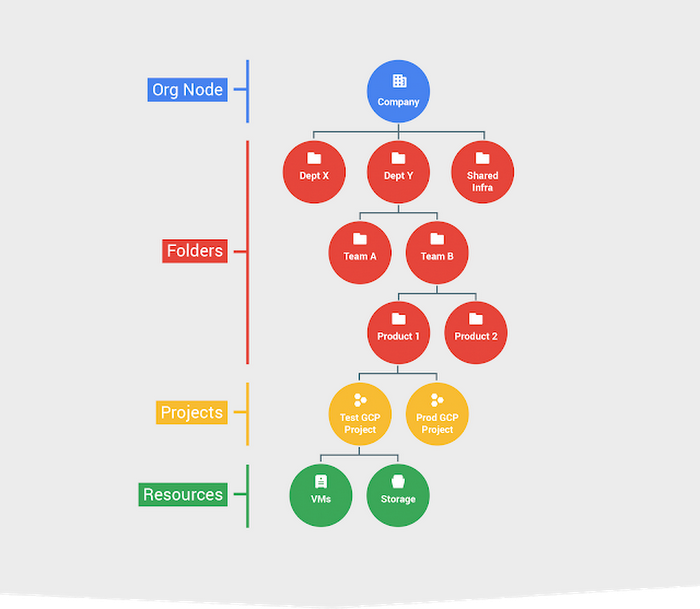 Org Node
Company
Dept X
Dept Y
Shared
Infra
Folders
Team A
Team B
Product 1
Product 2
Projects
Test GCP
Project
Prod GCP
Project
Resources
VMs
Storage